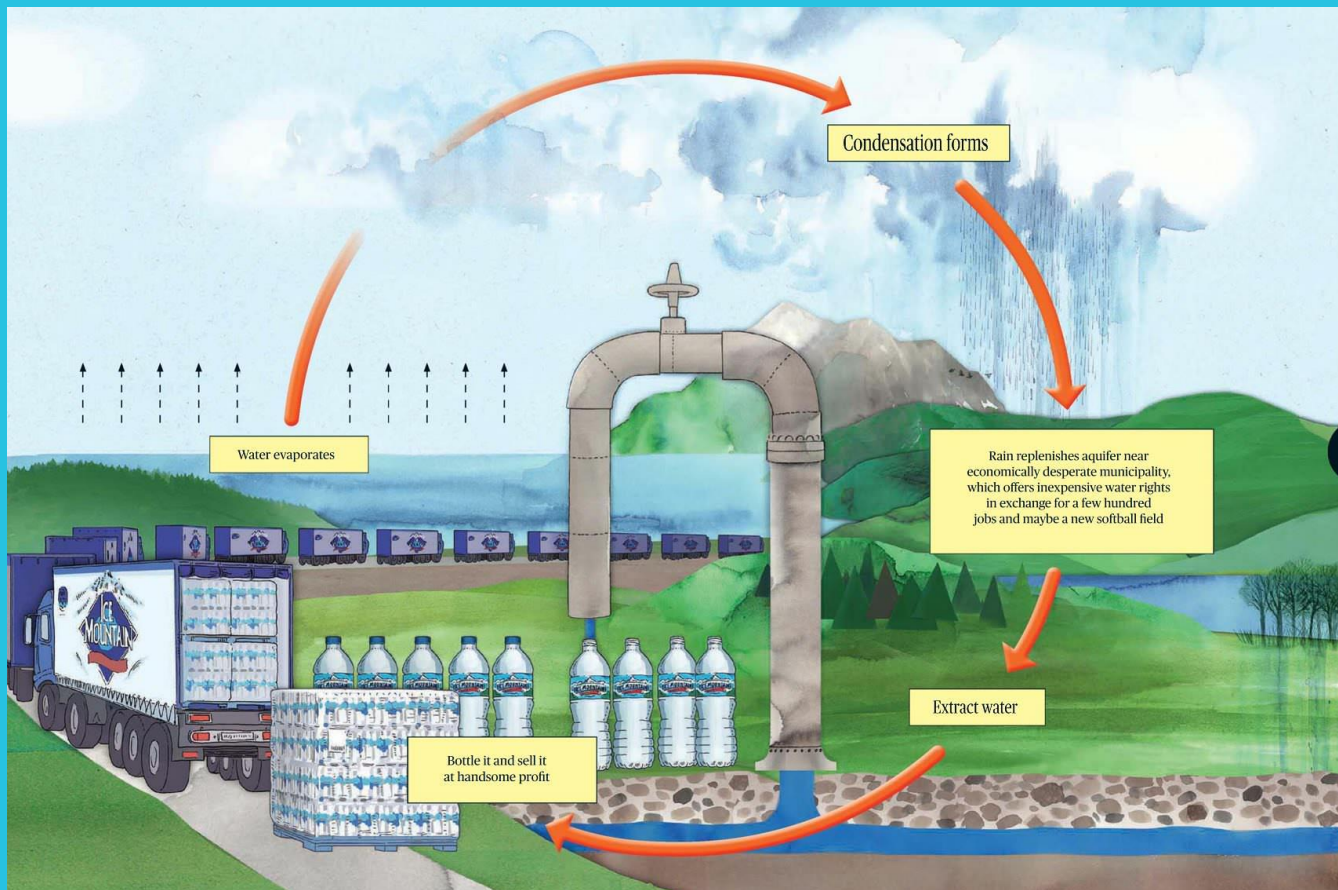 Condensation forms
Water evaporates
Rain replenishes aquifer near
economically desperate municipality,
which offers inexpensive water rights
in exchange for a few hundred
jobs and maybe a new softball field
ICE
MOUNTAIN
Extract water
Bottle it and sell it
at handsome profit